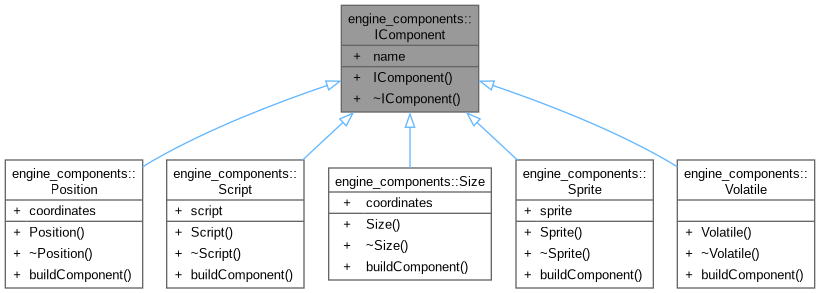 engine_components::
IComponent
+ name
+ IComponent()
+ ~IComponent()
engine_components::
Position
+ coordinates
+ Position()
+ ~Position()
+ buildComponent()
engine_components::
Script
+ script
+ Script()
+ ~Script()
+ buildComponent()
engine_components::Size
+ coordinates
+ Size()
+ ~Size()
+ buildComponent()
engine_components::
Sprite
+ sprite
+ Sprite()
+ ~Sprite()
+ buildComponent()
engine_components::
Volatile
+ Volatile()
+ ~Volatile()
+ buildComponent()